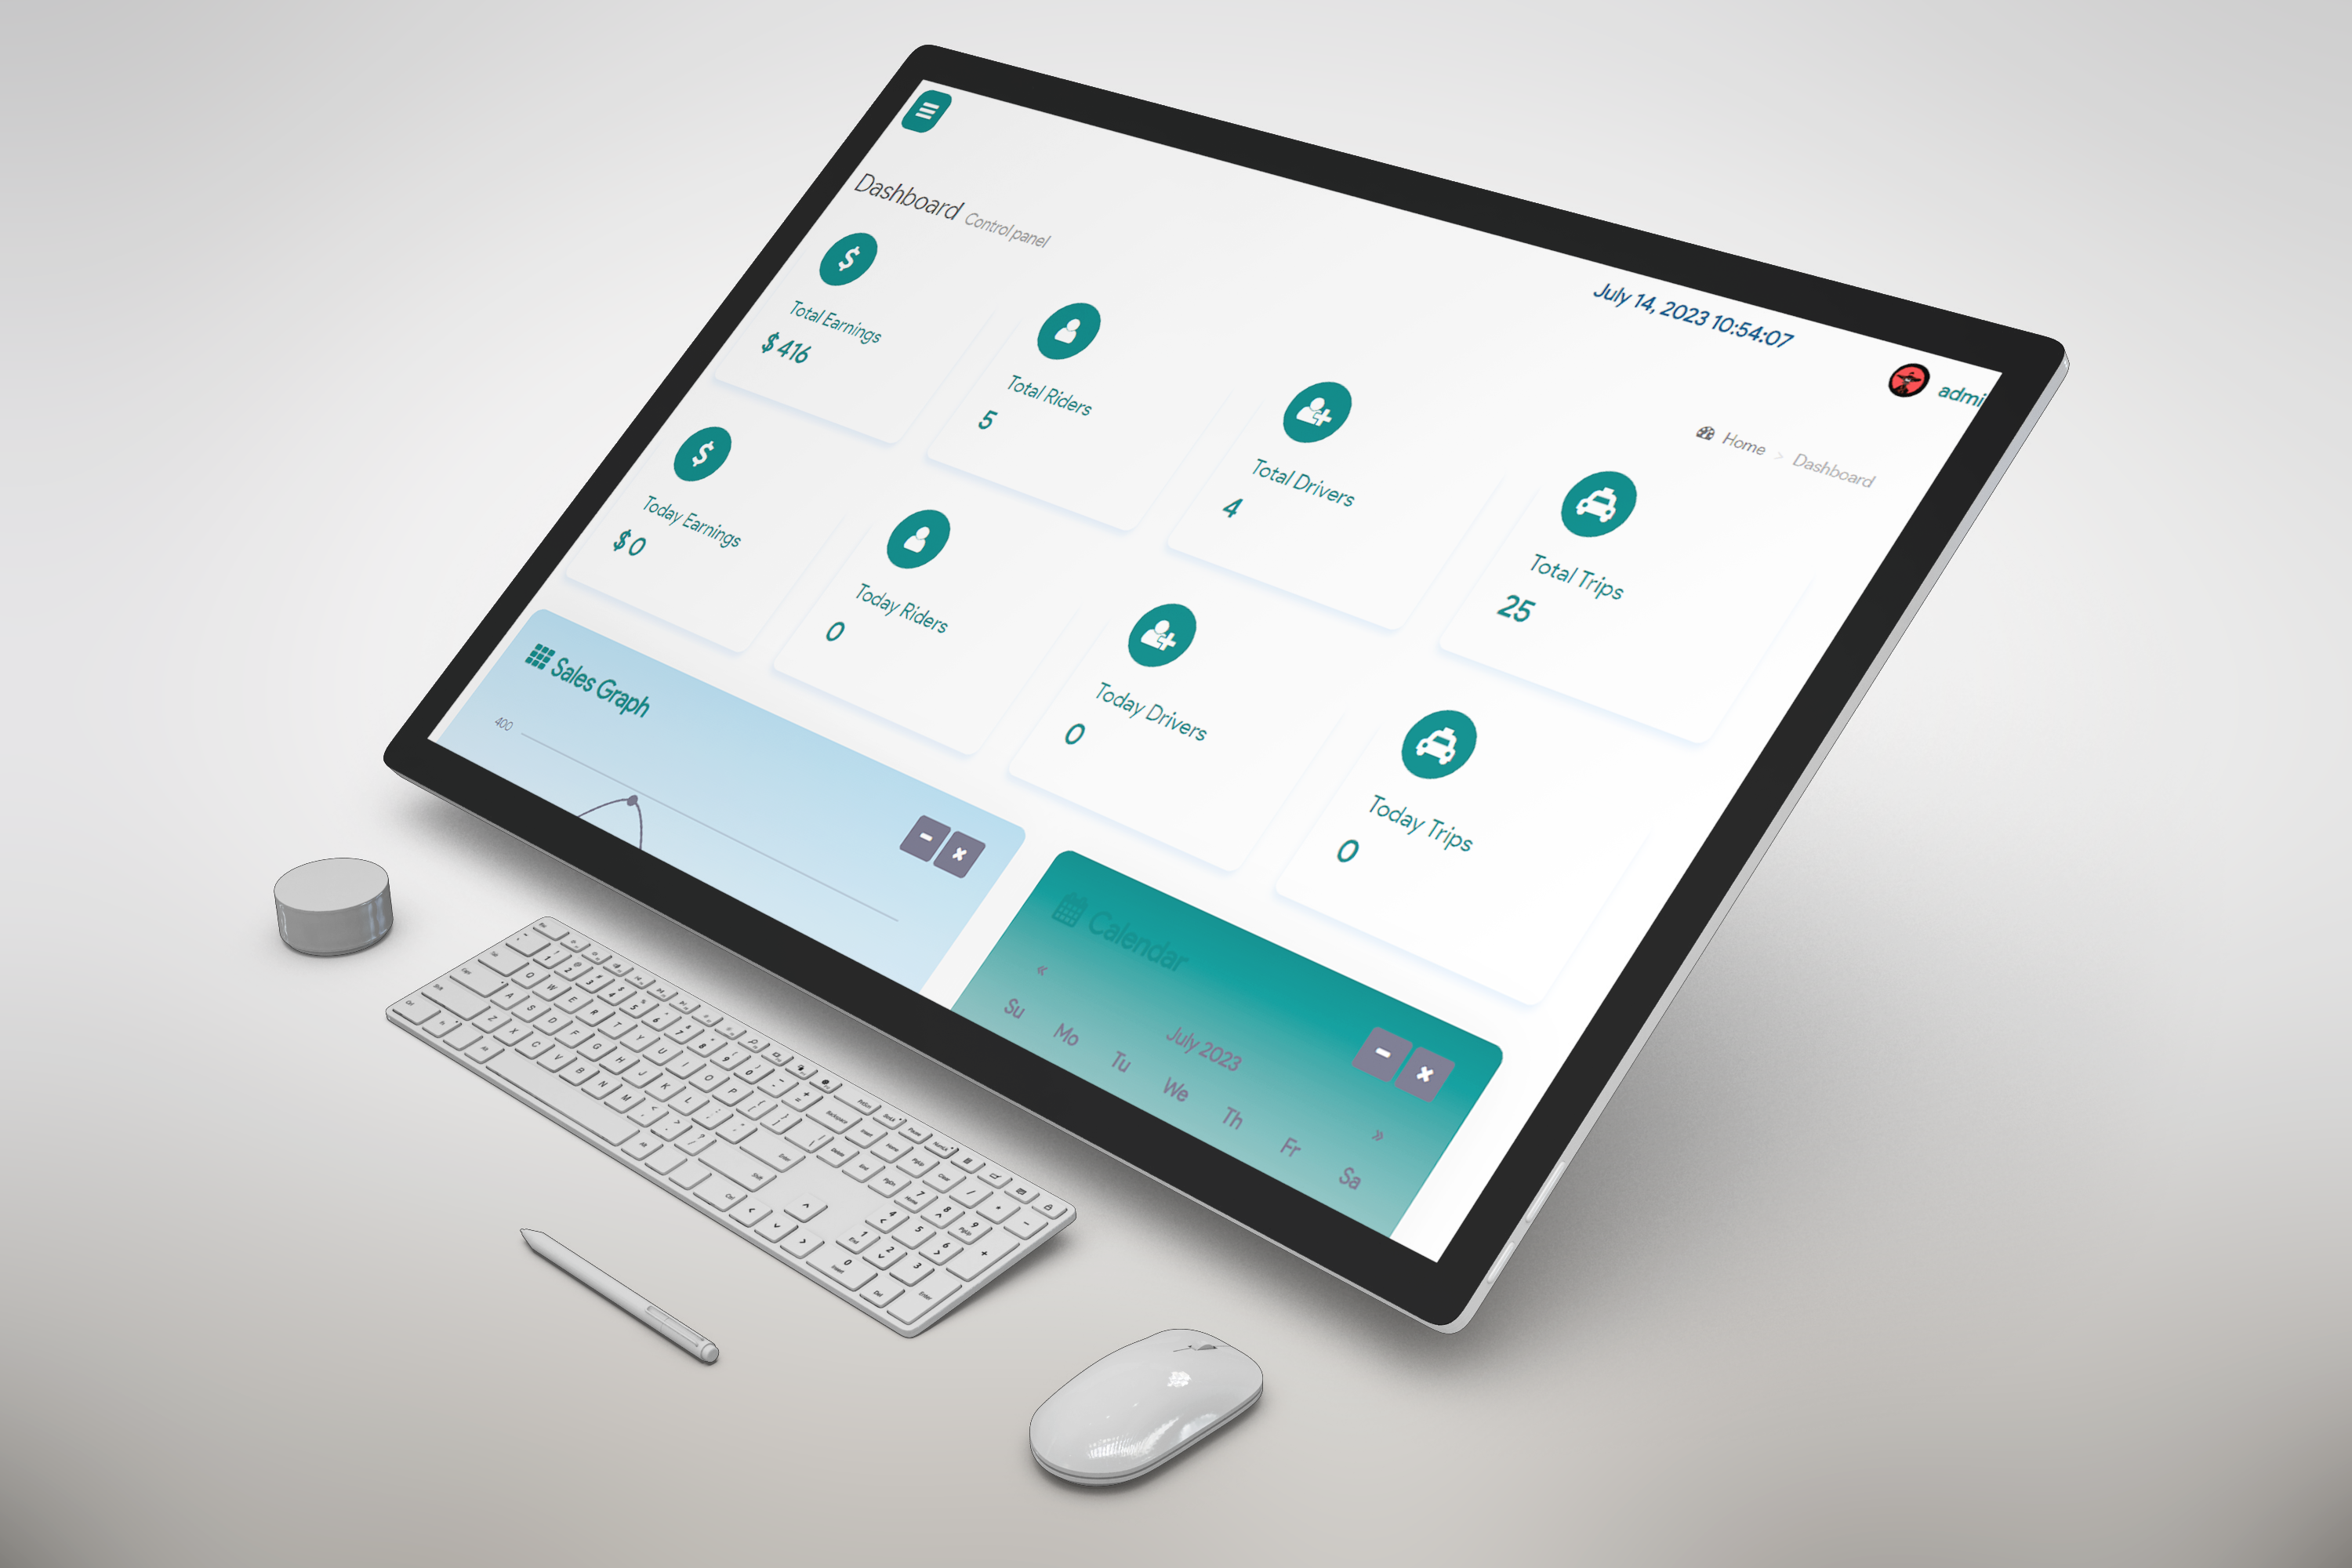 Dashboard Control panel
July 14, 2023 10:54:07
admi
Home > Dashboard
$
Total Earnings
$ 416
Total Riders
5
Total Drivers
4
Total Trips
25
$
Today Earnings
$ 0
Today Riders
0
Today Drivers
0
Today Trips
0
Sales Graph
400
Calendar
«
July 2023
»
Su Mo Tu We Th Fr Sa
Q W E R T Y U I O P
A S D F G H J K L
Z X C V B N M